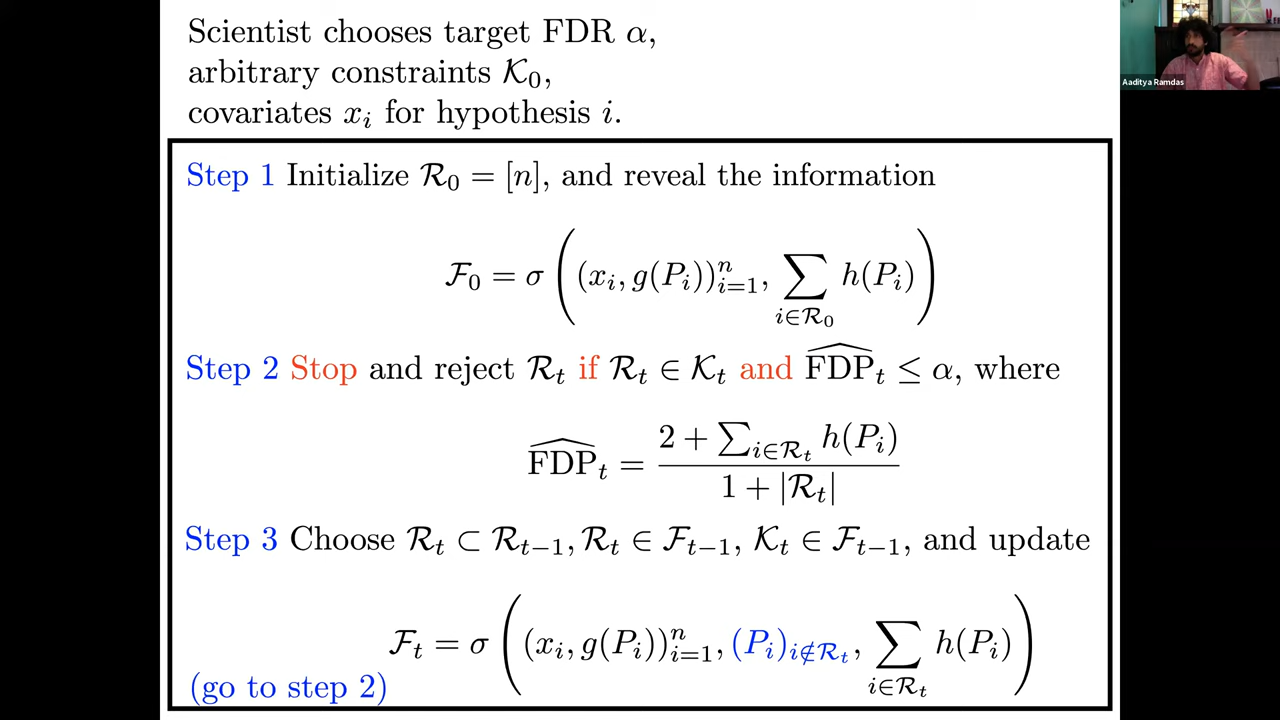 Scientist chooses target FDR α,
arbitrary constraints 𝒦₀,
covariates xᵢ for hypothesis i.
Step 1 Initialize ℛ₀ = [n], and reveal the information
ℱ₀ = σ ( (xᵢ, g(Pᵢ))ⁿᵢ₌₁, ∑_{i∈ℛ₀} h(Pᵢ) )
Step 2 Stop and reject ℛₜ if ℛₜ ∈ 𝒦ₜ and \widehat{FDP}ₜ ≤ α, where
\widehat{FDP}ₜ = \frac{2 + ∑_{i∈ℛₜ} h(Pᵢ)}{1 + |ℛₜ|}
Step 3 Choose ℛₜ ⊂ ℛₜ₋₁, ℛₜ ∈ ℱₜ₋₁, 𝒦ₜ ∈ ℱₜ₋₁, and update
ℱₜ = σ ( (xᵢ, g(Pᵢ))ⁿᵢ₌₁, (Pᵢ)_{i∉ℛₜ}, ∑_{i∈ℛₜ} h(Pᵢ) )
(go to step 2)
Aaditya Ramdas